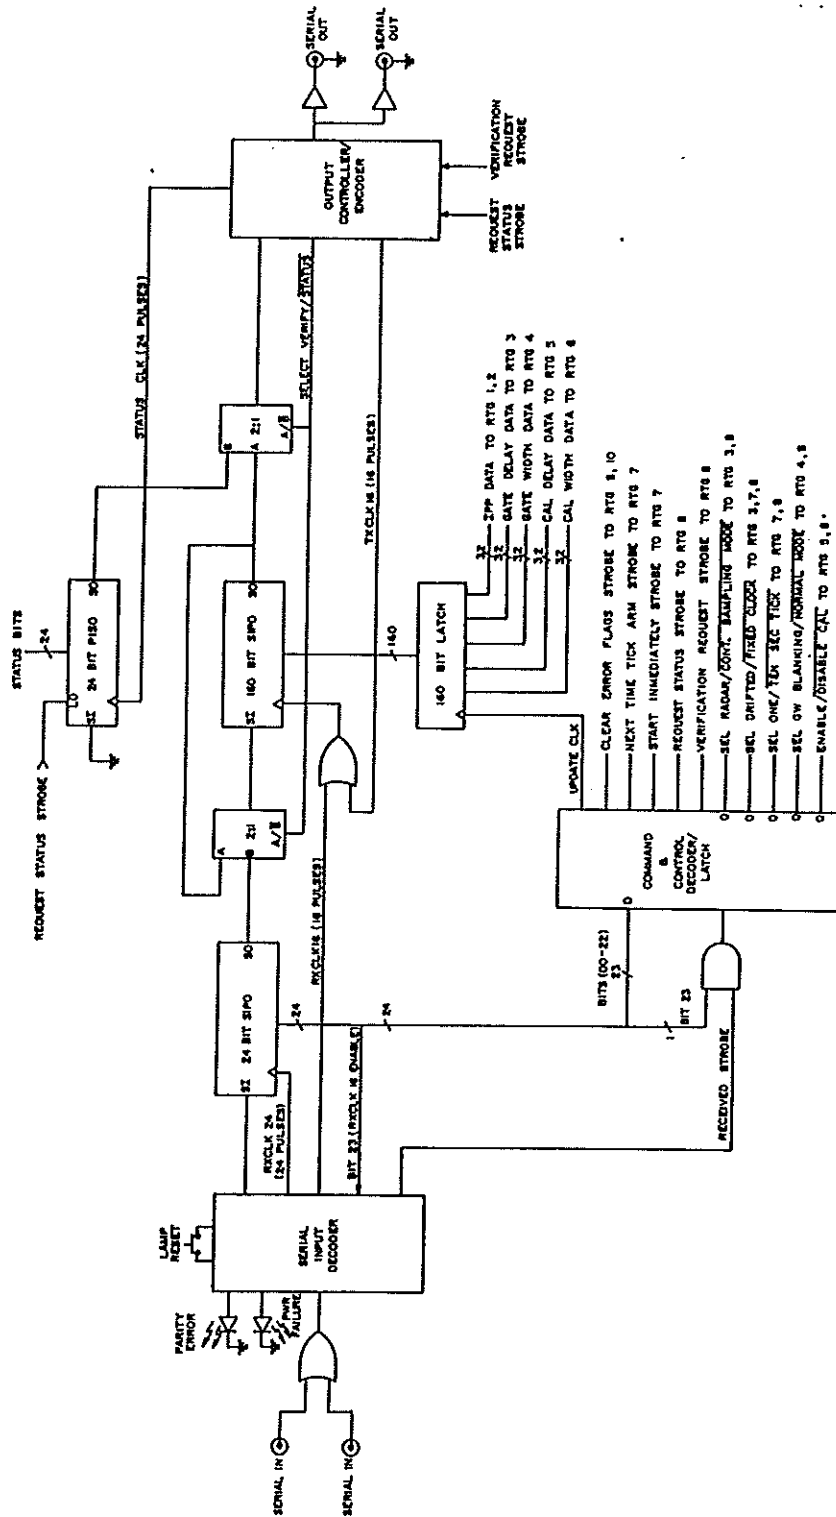 SERIAL IN
SERIAL IN
PARITY
ERROR
PWR
FAILURE
LAMP
RESET
SERIAL
INPUT
DECODER
RXCLK 24
(24 PULSES)
BIT 23 (RXCLK 16 ENABLE)
RECEIVED STROBE
SI 24 BIT SIPO SO
24
24
RXCLK16 (16 PULSES)
BITS (00-22)
23
1
BIT 23
A
B 2:1
A/B
REQUEST STATUS STROBE
STATUS BITS
24
LD
SI 24 BIT PISO SO
SI 160 BIT SIPO SO
160
160 BIT LATCH
UPDATE CLK
B
A 2:1
A/B
STATUS CLK (24 PULSES)
SELECT VERIFY/STATUS
TXCLK16 (16 PULSES)
OUTPUT
CONTROLLER/
ENCODER
REQUEST
STATUS
STROBE
VERIFICATION
REQUEST
STROBE
SERIAL
OUT
SERIAL
OUT
32 IPP DATA TO RTG 1,2
32 GATE DELAY DATA TO RTG 3
32 GATE WIDTH DATA TO RTG 4
32 CAL DELAY DATA TO RTG 5
32 CAL WIDTH DATA TO RTG 6
D
COMMAND
&
CONTROL
DECODER/
LATCH
CLEAR ERROR FLAGS STROBE TO RTG 8,10
NEXT TIME TICK ARM STROBE TO RTG 7
START INMEDIATELY STROBE TO RTG 7
REQUEST STATUS STROBE TO RTG 8
VERIFICATION REQUEST STROBE TO RTG 8
O SEL RADAR/CONT. SAMPLING MODE TO RTG 3,8
O SEL DRIFTED/FIXED CLOCK TO RTG 3,7,8
O SEL ONE/TEN SEC TICK TO RTG 7,8
O SEL GW BLANKING/NORMAL MODE TO RTG 4,8
O ENABLE/DISABLE CAL TO RTG 5,8